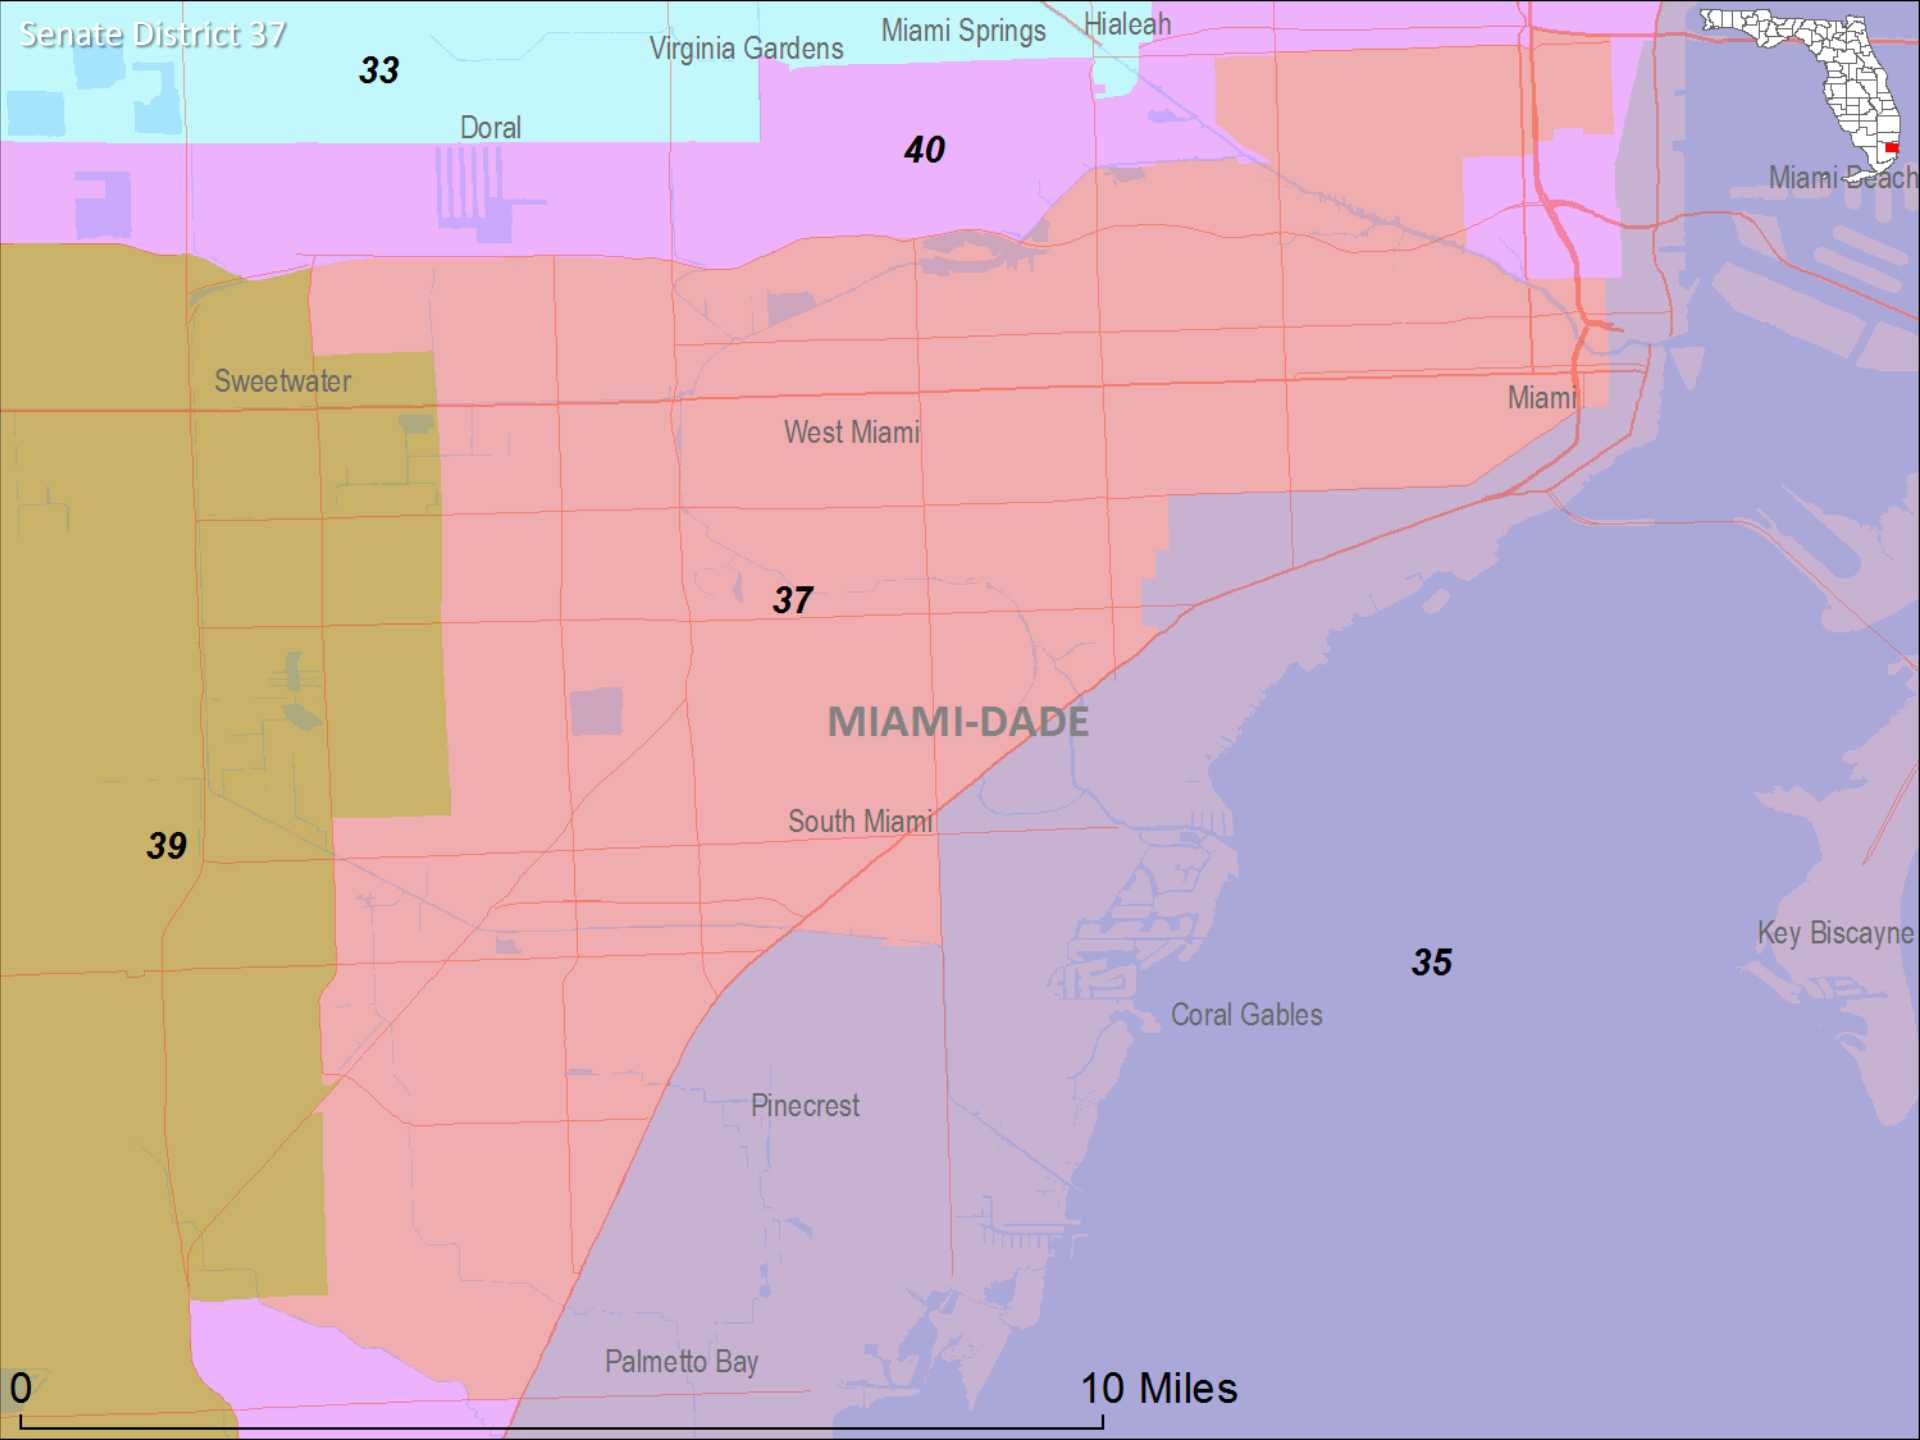 Senate District 37
Miami Springs
Hialeah
Virginia Gardens
33
Doral
40
Miami Beach
Sweetwater
Miami
West Miami
37
MIAMI-DADE
South Miami
39
Key Biscayne
35
Coral Gables
Pinecrest
Palmetto Bay
0
10 Miles